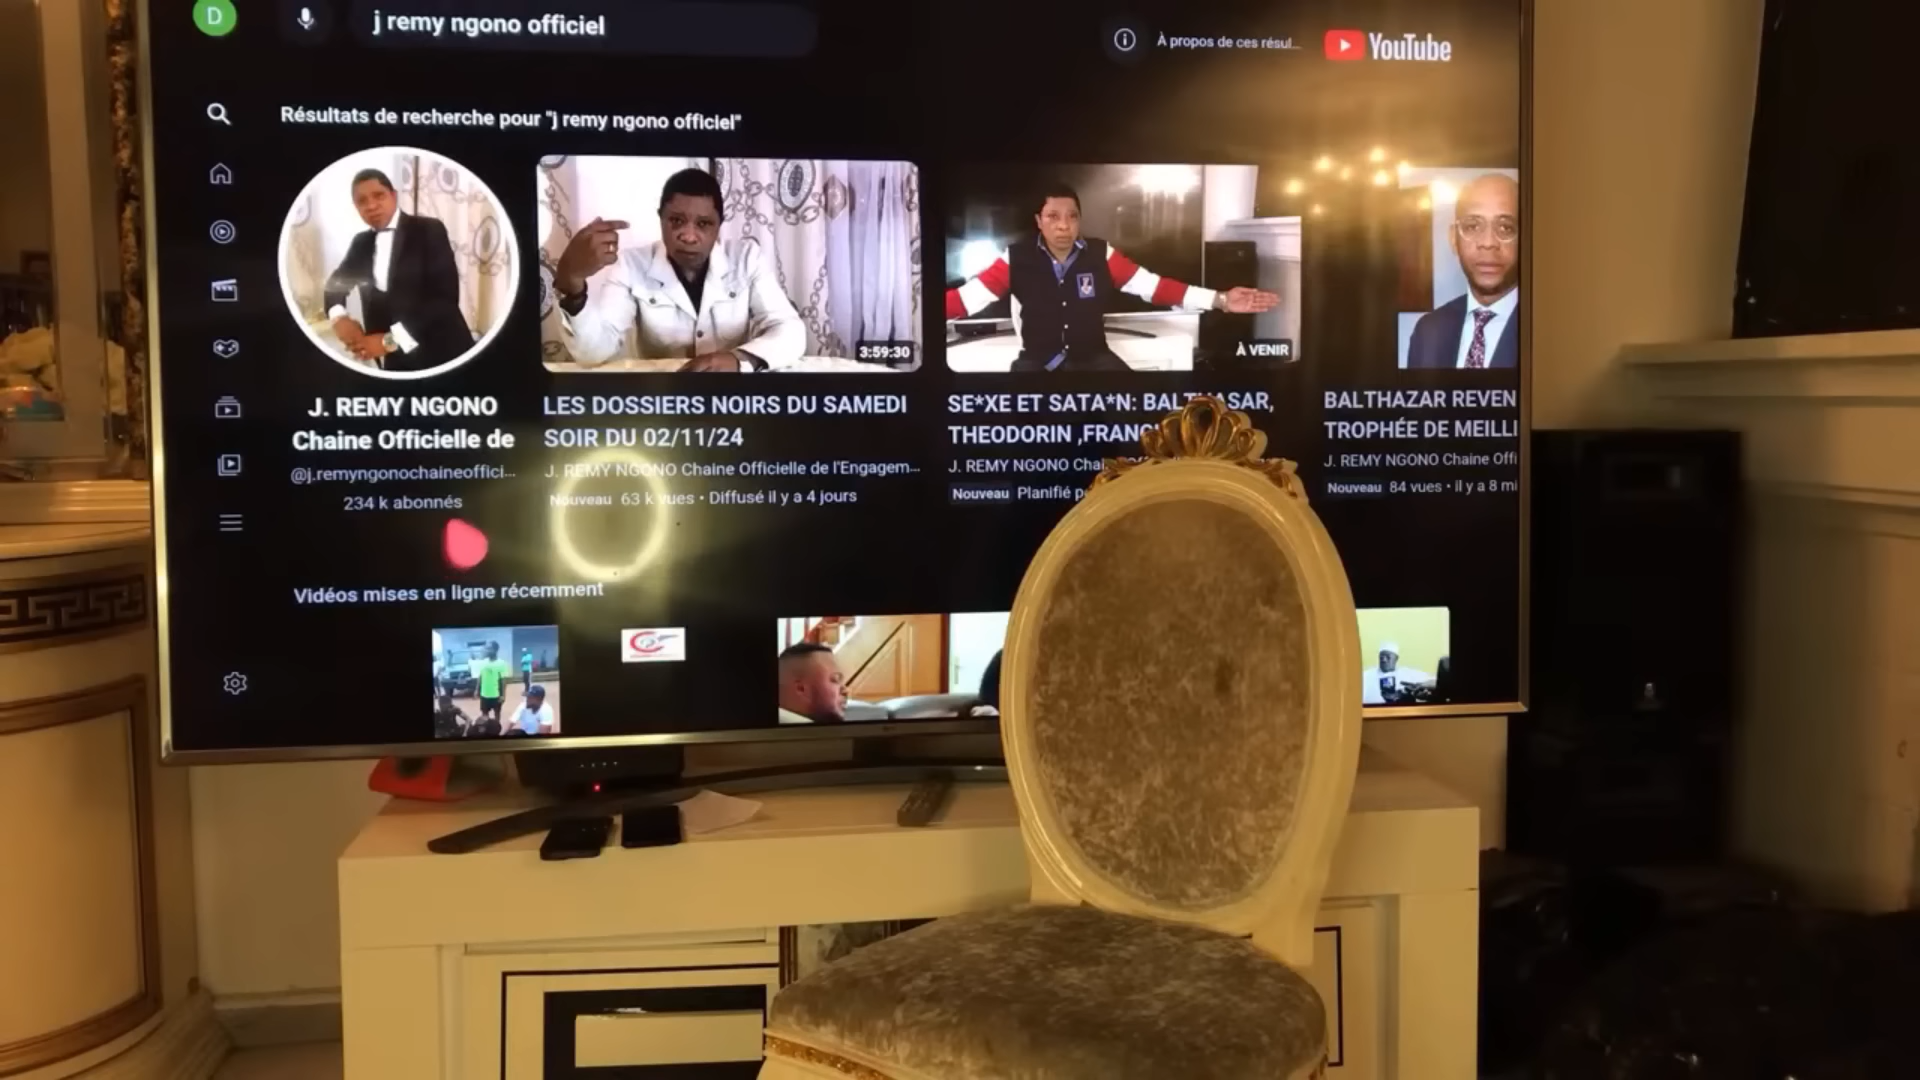 D
j remy ngono officiel
À propos de ces résul...
YouTube
Résultats de recherche pour "j remy ngono officiel"
3:59:30
À VENIR
J. REMY NGONO
Chaine Officielle de
@j.remyngonochaineoffici...
234 k abonnés
LES DOSSIERS NOIRS DU SAMEDI
SOIR DU 02/11/24
J. REMY NGONO Chaine Officielle de l'Engagem...
Nouveau 63 k vues • Diffusé il y a 4 jours
SE*XE ET SATA*N: BALTHASAR,
THEODORIN ,FRANÇ
J. REMY NGONO Chai
Nouveau Planifié p
BALTHAZAR REVEN
TROPHÉE DE MEILLI
J. REMY NGONO Chaine Offi
Nouveau 84 vues • il y a 8 mi
Vidéos mises en ligne récemment